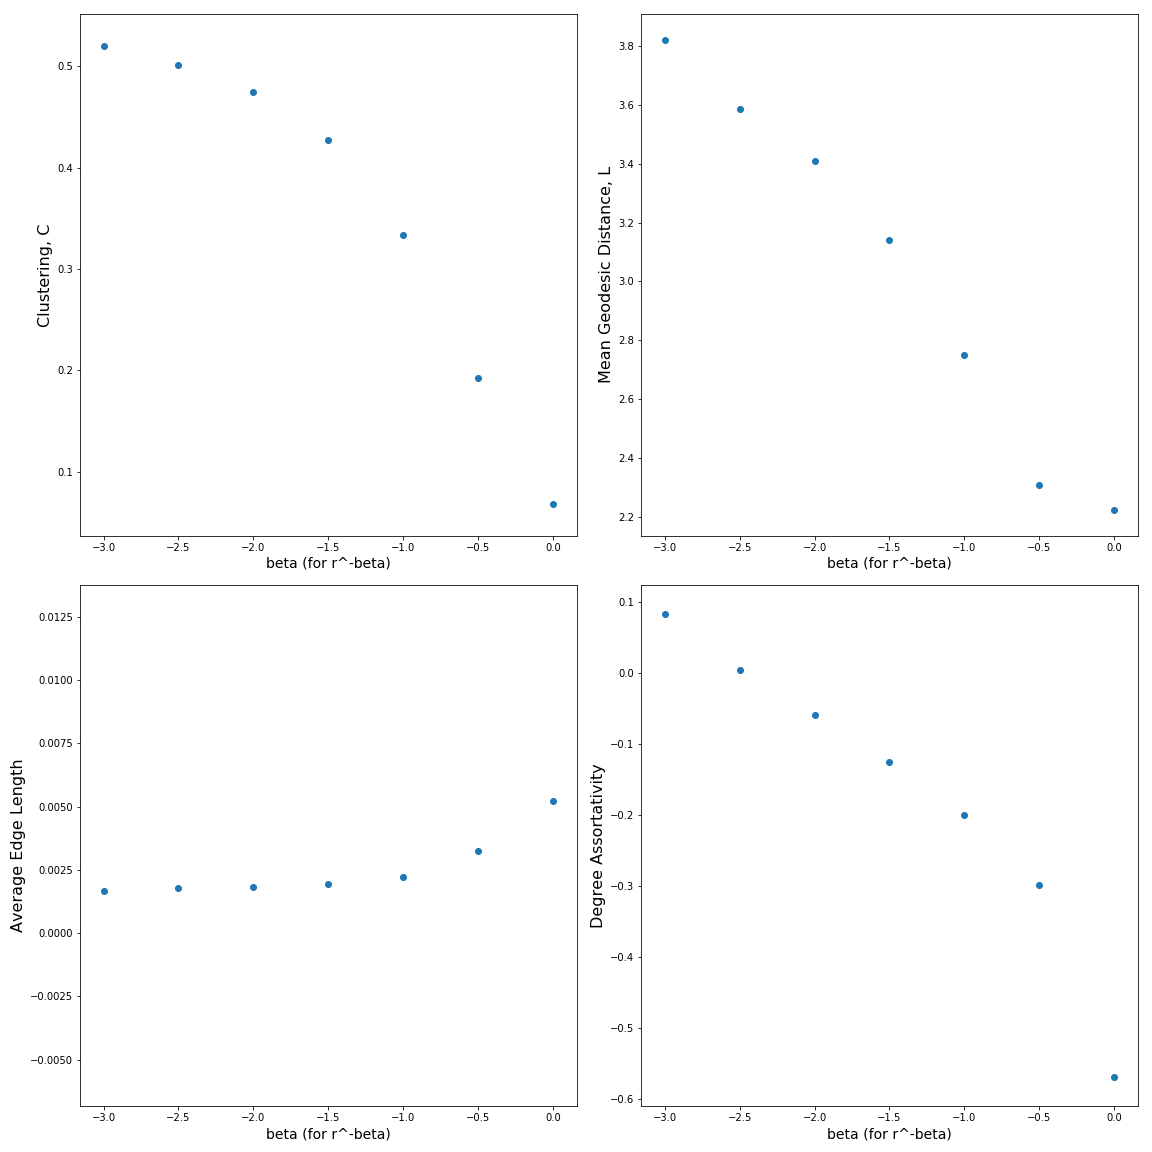 Clustering, C
0.5
0.4
0.3
0.2
0.1
−3.0 −2.5 −2.0 −1.5 −1.0 −0.5 0.0
beta (for r^-beta)
Mean Geodesic Distance, L
3.8
3.6
3.4
3.2
3.0
2.8
2.6
2.4
2.2
−3.0 −2.5 −2.0 −1.5 −1.0 −0.5 0.0
beta (for r^-beta)
Average Edge Length
0.0125
0.0100
0.0075
0.0050
0.0025
0.0000
−0.0025
−0.0050
−3.0 −2.5 −2.0 −1.5 −1.0 −0.5 0.0
beta (for r^-beta)
Degree Assortativity
0.1
0.0
−0.1
−0.2
−0.3
−0.4
−0.5
−0.6
−3.0 −2.5 −2.0 −1.5 −1.0 −0.5 0.0
beta (for r^-beta)